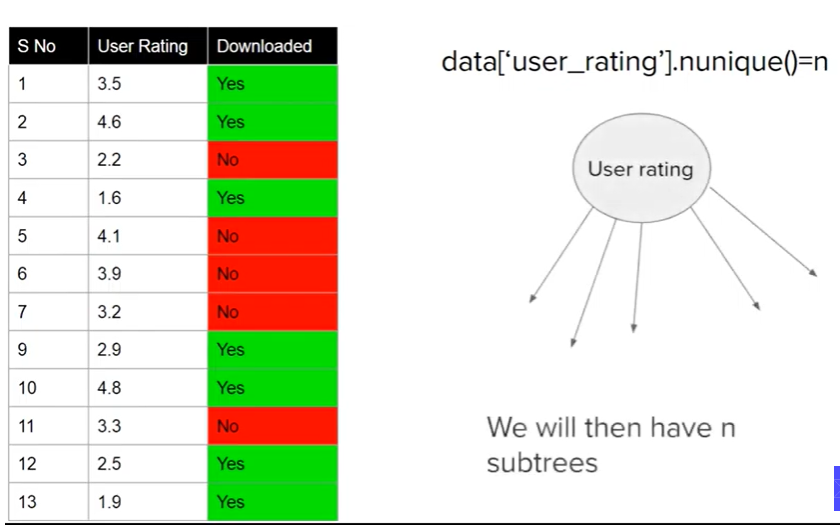 S No User Rating Downloaded
1 3.5 Yes
2 4.6 Yes
3 2.2 No
4 1.6 Yes
5 4.1 No
6 3.9 No
7 3.2 No
9 2.9 Yes
10 4.8 Yes
11 3.3 No
12 2.5 Yes
13 1.9 Yes
data[‘user_rating’].nunique()=n
User rating
We will then have n
subtrees